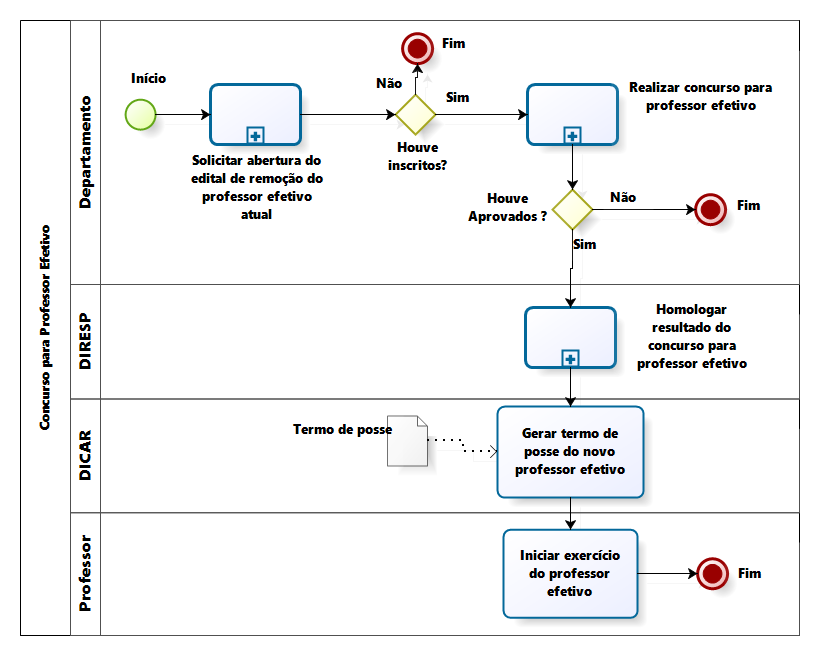 Concurso para Professor Efetivo
Departamento
Início
Solicitar abertura do
edital de remoção do
professor efetivo
atual
Fim
Não
Sim
Houve
inscritos?
Realizar concurso para
professor efetivo
Houve
Aprovados ?
Não
Fim
Sim
DIRESP
Homologar
resultado do
concurso para
professor efetivo
DICAR
Termo de posse
Gerar termo de
posse do novo
professor efetivo
Professor
Iniciar exercício
do professor
efetivo
Fim